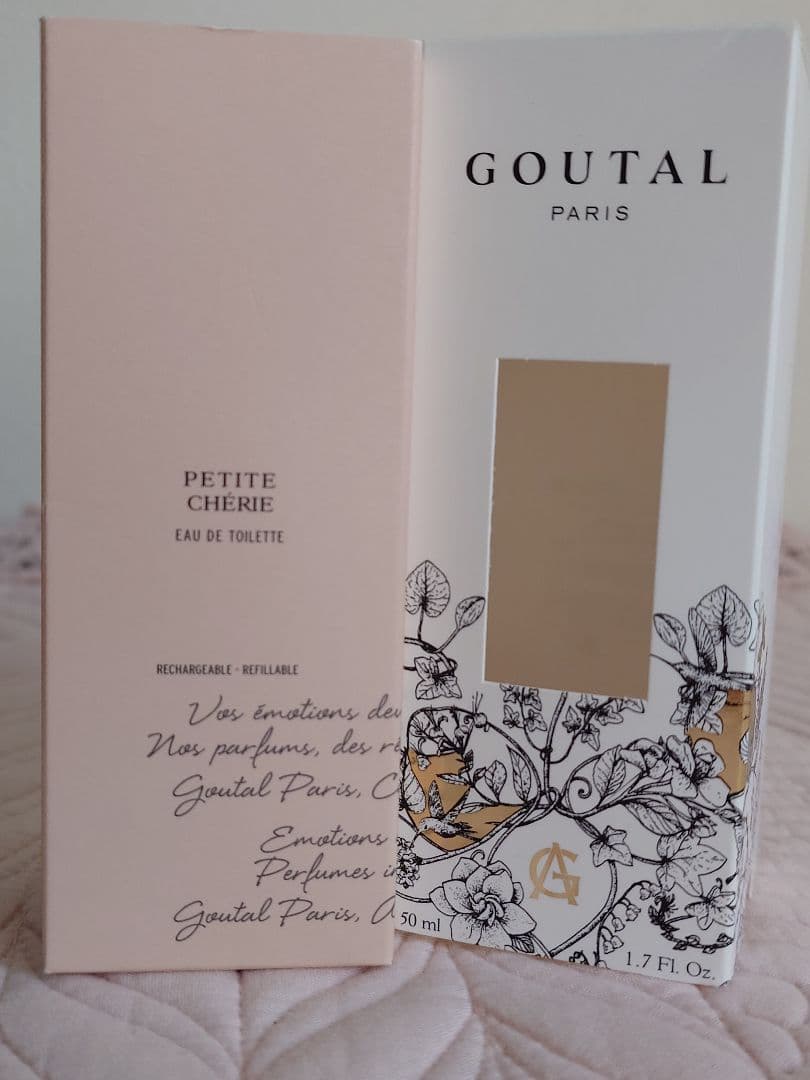 PETITE
CHÉRIE
EAU DE TOILETTE
RECHARGEABLE - REFILLABLE
Vos émotions
Nos parfums, des
Goutal Paris,
Emotions
Perfumes
Goutal Paris,
GOUTAL
PARIS
AG
50 ml
1.7 Fl. Oz.